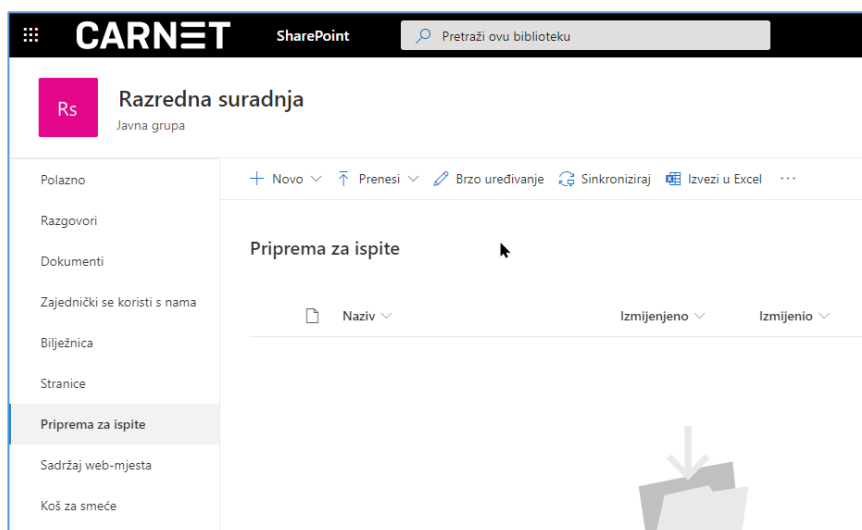 CARNET SharePoint Pretraži ovu biblioteku
Rs
Razredna suradnja
Javna grupa
Polazno
Razgovori
Dokumenti
Zajednički se koristi s nama
Bilježnica
Stranice
Priprema za ispite
Sadržaj web-mjesta
Koš za smeće
Novo Prenesi Brzo uređivanje Sinkroniziraj Izvezi u Excel ···
Priprema za ispite
Naziv Izmijenjeno Izmijenio